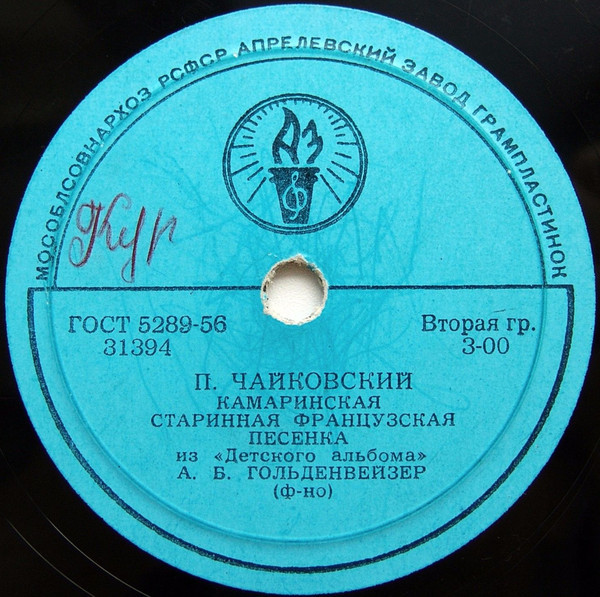 МОСОБЛСОВНАРХОЗ РСФСР АПРЕЛЕВСКИЙ ЗАВОД ГРАМПЛАСТИНОК
АЗ
Жур
ГОСТ 5289-56
31394
Вторая гр.
3-00
П. ЧАЙКОВСКИЙ
КАМАРИНСКАЯ
СТАРИННАЯ ФРАНЦУЗСКАЯ
ПЕСЕНКА
из «Детского альбома»
А. Б. ГОЛЬДЕНВЕЙЗЕР
(ф-но)